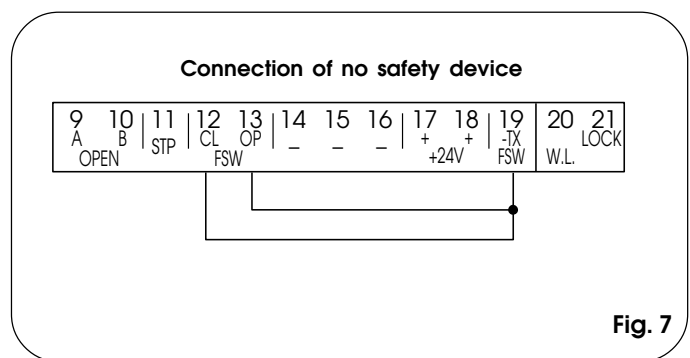 Connection of no safety device
9 10 11 12 13 14 15 16 17 18 19 20 21
A B STP CL OP _ _ _ + + -TX LOCK
OPEN FSW +24V FSW W.L.
Fig. 7